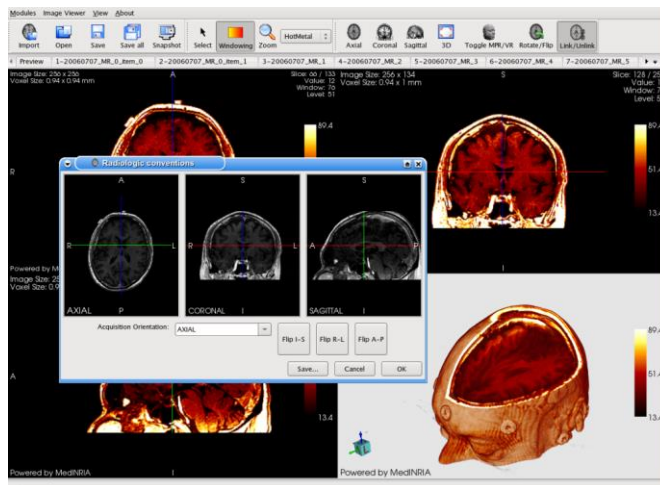 Modules Image Viewer View About
Import Open Save Save all Snapshot Select Windowing Zoom HotMetal Axial Coronal Sagittal 3D Toggle MPR/VR Rotate/Flip Link/Unlink
Preview 1-20060707_MR_0_item_0 2-20060707_MR_0_item_1 3-20060707_MR_1 4-20060707_MR_2 5-20060707_MR_3 6-20060707_MR_4 7-20060707_MR_5
Image Size: 256 x 256
Voxel Size: 0.94 x 0.94 mm
A
Slice: 66 / 133
Value: 12
Window: 76
Level: 51
89.4
R
Image Size: 256 x 134
Voxel Size: 0.94 x 1 mm
S
Slice: 128 / 25
Value: 1
Window: 7
Level: 5
89.4
R
51.4
13.4
I
Radiologic conventions
A
R L
AXIAL P
S
R L
CORONAL I
S
A P
SAGITTAL I
Acquisition Orientation: AXIAL
Flip I-S Flip R-L Flip A-P
Save... Cancel OK
Powered by Med
Image Size: 25
Voxel Size: 0.9
A
13.4
Powered by MedINRIA
I
89.4
51.4
13.4
Powered by MedINRIA